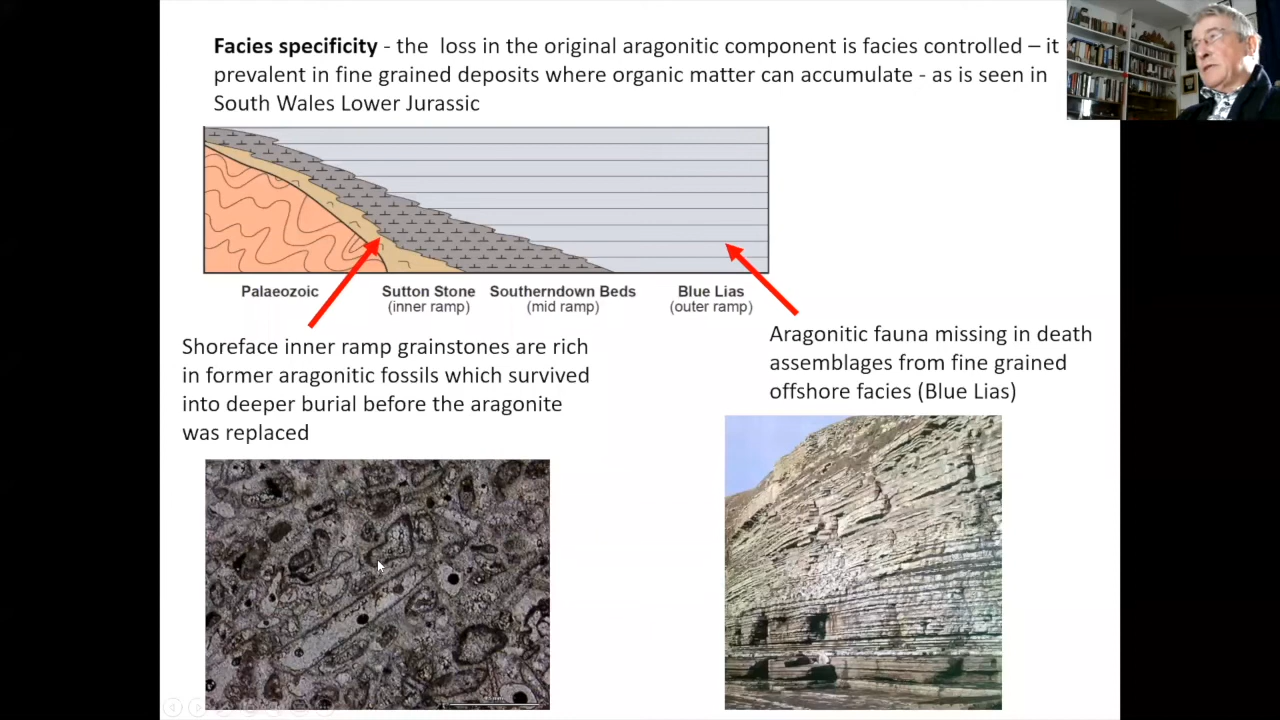 Facies specificity - the loss in the original aragonitic component is facies controlled – it
prevalent in fine grained deposits where organic matter can accumulate - as is seen in
South Wales Lower Jurassic
Palaeozoic
Sutton Stone
(inner ramp)
Southerndown Beds
(mid ramp)
Blue Lias
(outer ramp)
Shoreface inner ramp grainstones are rich
in former aragonitic fossils which survived
into deeper burial before the aragonite
was replaced
Aragonitic fauna missing in death
assemblages from fine grained
offshore facies (Blue Lias)